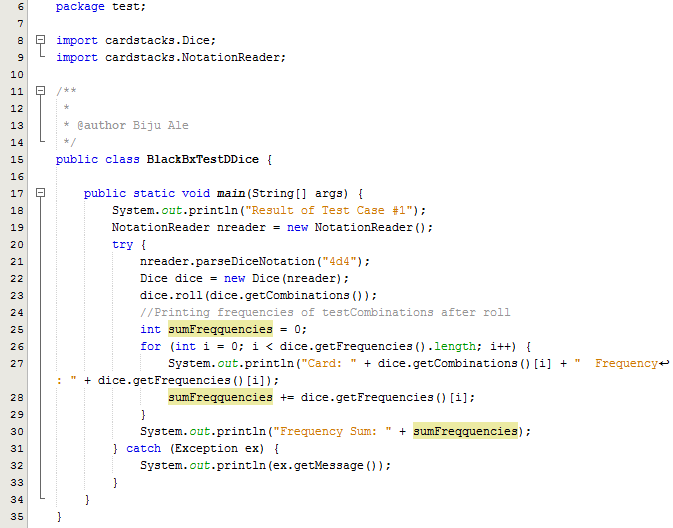 6 package test;
7
8 import cardstacks.Dice;
9 import cardstacks.NotationReader;
10
11 /**
12  *
13  * @author Biju Ale
14  */
15 public class BlackBxTestDDice {
16
17     public static void main(String[] args) {
18         System.out.println("Result of Test Case #1");
19         NotationReader nreader = new NotationReader();
20         try {
21             nreader.parseDiceNotation("4d4");
22             Dice dice = new Dice(nreader);
23             dice.roll(dice.getCombinations());
24             //Printing frequencies of testCombinations after roll
25             int sumFreqquencies = 0;
26             for (int i = 0; i < dice.getFrequencies().length; i++) {
27                 System.out.println("Card: " + dice.getCombinations()[i] + "  Frequency↩
: " + dice.getFrequencies()[i]);
28                 sumFreqquencies += dice.getFrequencies()[i];
29             }
30             System.out.println("Frequency Sum: " + sumFreqquencies);
31         } catch (Exception ex) {
32             System.out.println(ex.getMessage());
33         }
34     }
35 }